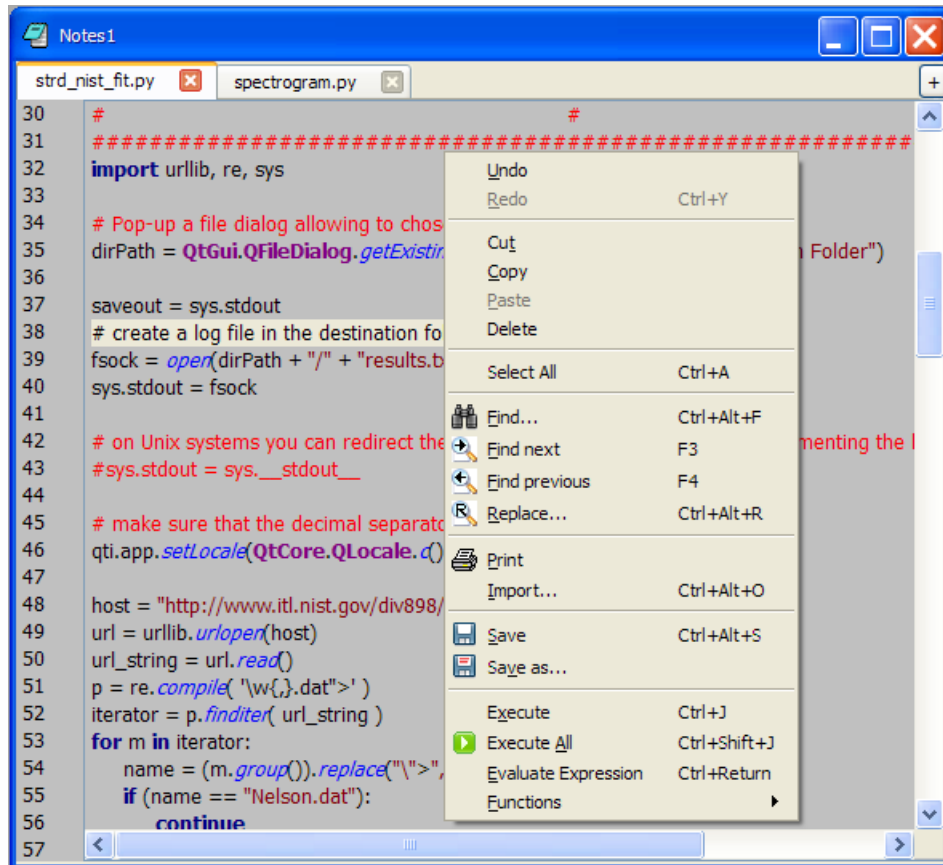 Notes1
strd_nist_fit.py spectrogram.py +
30 # #
31 #########################################################
32 import urllib, re, sys
33
34 # Pop-up a file dialog allowing to chos
35 dirPath = QtGui.QFileDialog.getExistin Folder")
36
37 saveout = sys.stdout
38 # create a log file in the destination fo
39 fsock = open(dirPath + "/" + "results.t
40 sys.stdout = fsock
41
42 # on Unix systems you can redirect the menting the l
43 #sys.stdout = sys.__stdout__
44
45 # make sure that the decimal separato
46 qti.app.setLocale(QtCore.QLocale.c()
47
48 host = "http://www.itl.nist.gov/div898/
49 url = urllib.urlopen(host)
50 url_string = url.read()
51 p = re.compile( '\w{,}.dat">' )
52 iterator = p.finditer( url_string )
53 for m in iterator:
54 name = (m.group()).replace("\">",
55 if (name == "Nelson.dat"):
56 continue
57
Undo
Redo Ctrl+Y
Cut
Copy
Paste
Delete
Select All Ctrl+A
Find... Ctrl+Alt+F
Find next F3
Find previous F4
Replace... Ctrl+Alt+R
Print
Import... Ctrl+Alt+O
Save Ctrl+Alt+S
Save as...
Execute Ctrl+J
Execute All Ctrl+Shift+J
Evaluate Expression Ctrl+Return
Functions